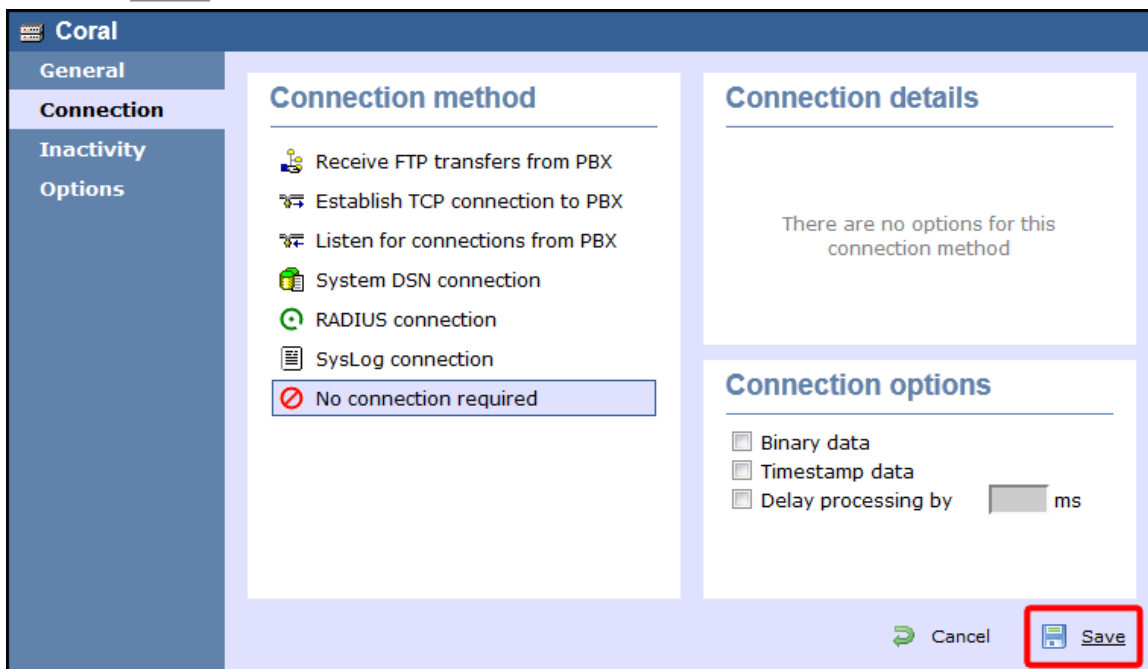 Coral
General
Connection
Inactivity
Options
Connection method
Receive FTP transfers from PBX
Establish TCP connection to PBX
Listen for connections from PBX
System DSN connection
RADIUS connection
SysLog connection
No connection required
Connection details
There are no options for this
connection method
Connection options
Binary data
Timestamp data
Delay processing by ms
Cancel
Save